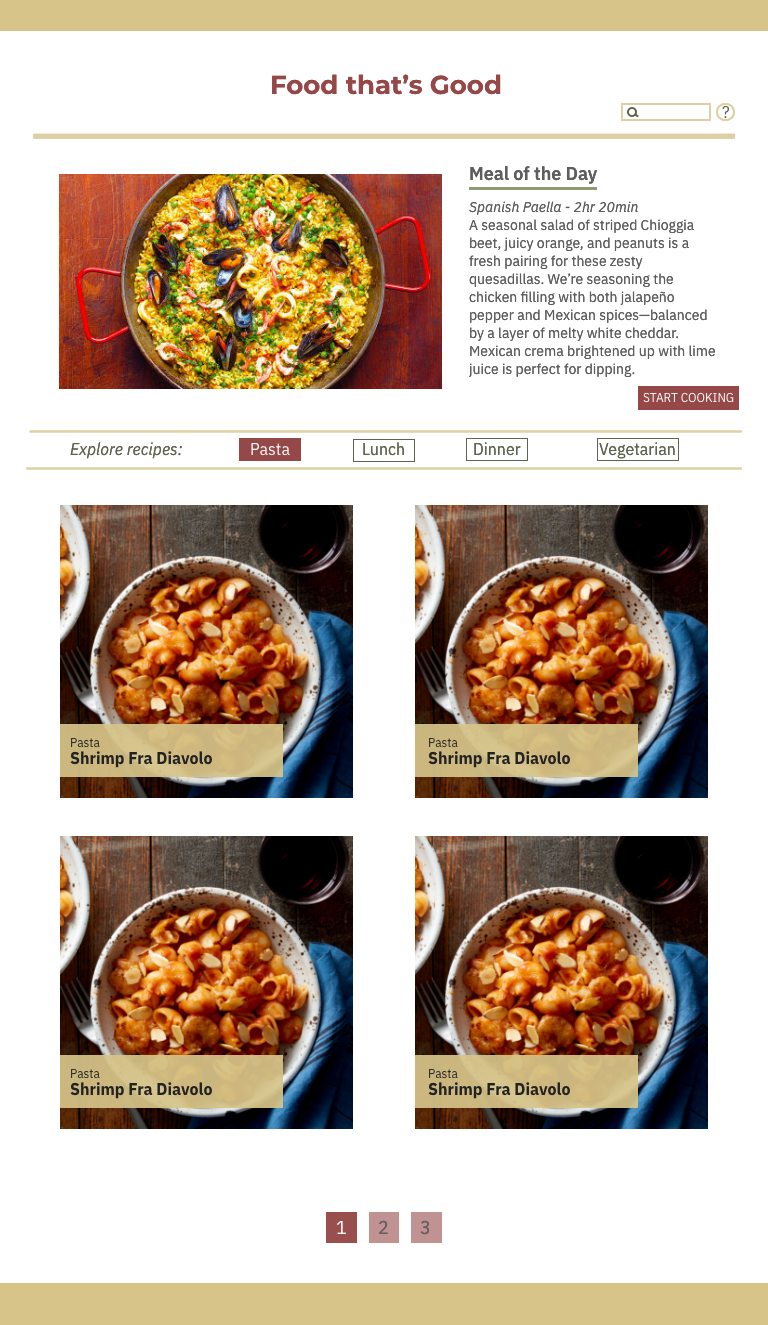 Food that’s Good
?
Meal of the Day
Spanish Paella - 2hr 20min
A seasonal salad of striped Chioggia
beet, juicy orange, and peanuts is a
fresh pairing for these zesty
quesadillas. We’re seasoning the
chicken filling with both jalapeño
pepper and Mexican spices—balanced
by a layer of melty white cheddar.
Mexican crema brightened up with lime
juice is perfect for dipping.
START COOKING
Explore recipes: Pasta Lunch Dinner Vegetarian
Pasta
Shrimp Fra Diavolo
Pasta
Shrimp Fra Diavolo
Pasta
Shrimp Fra Diavolo
Pasta
Shrimp Fra Diavolo
1 2 3